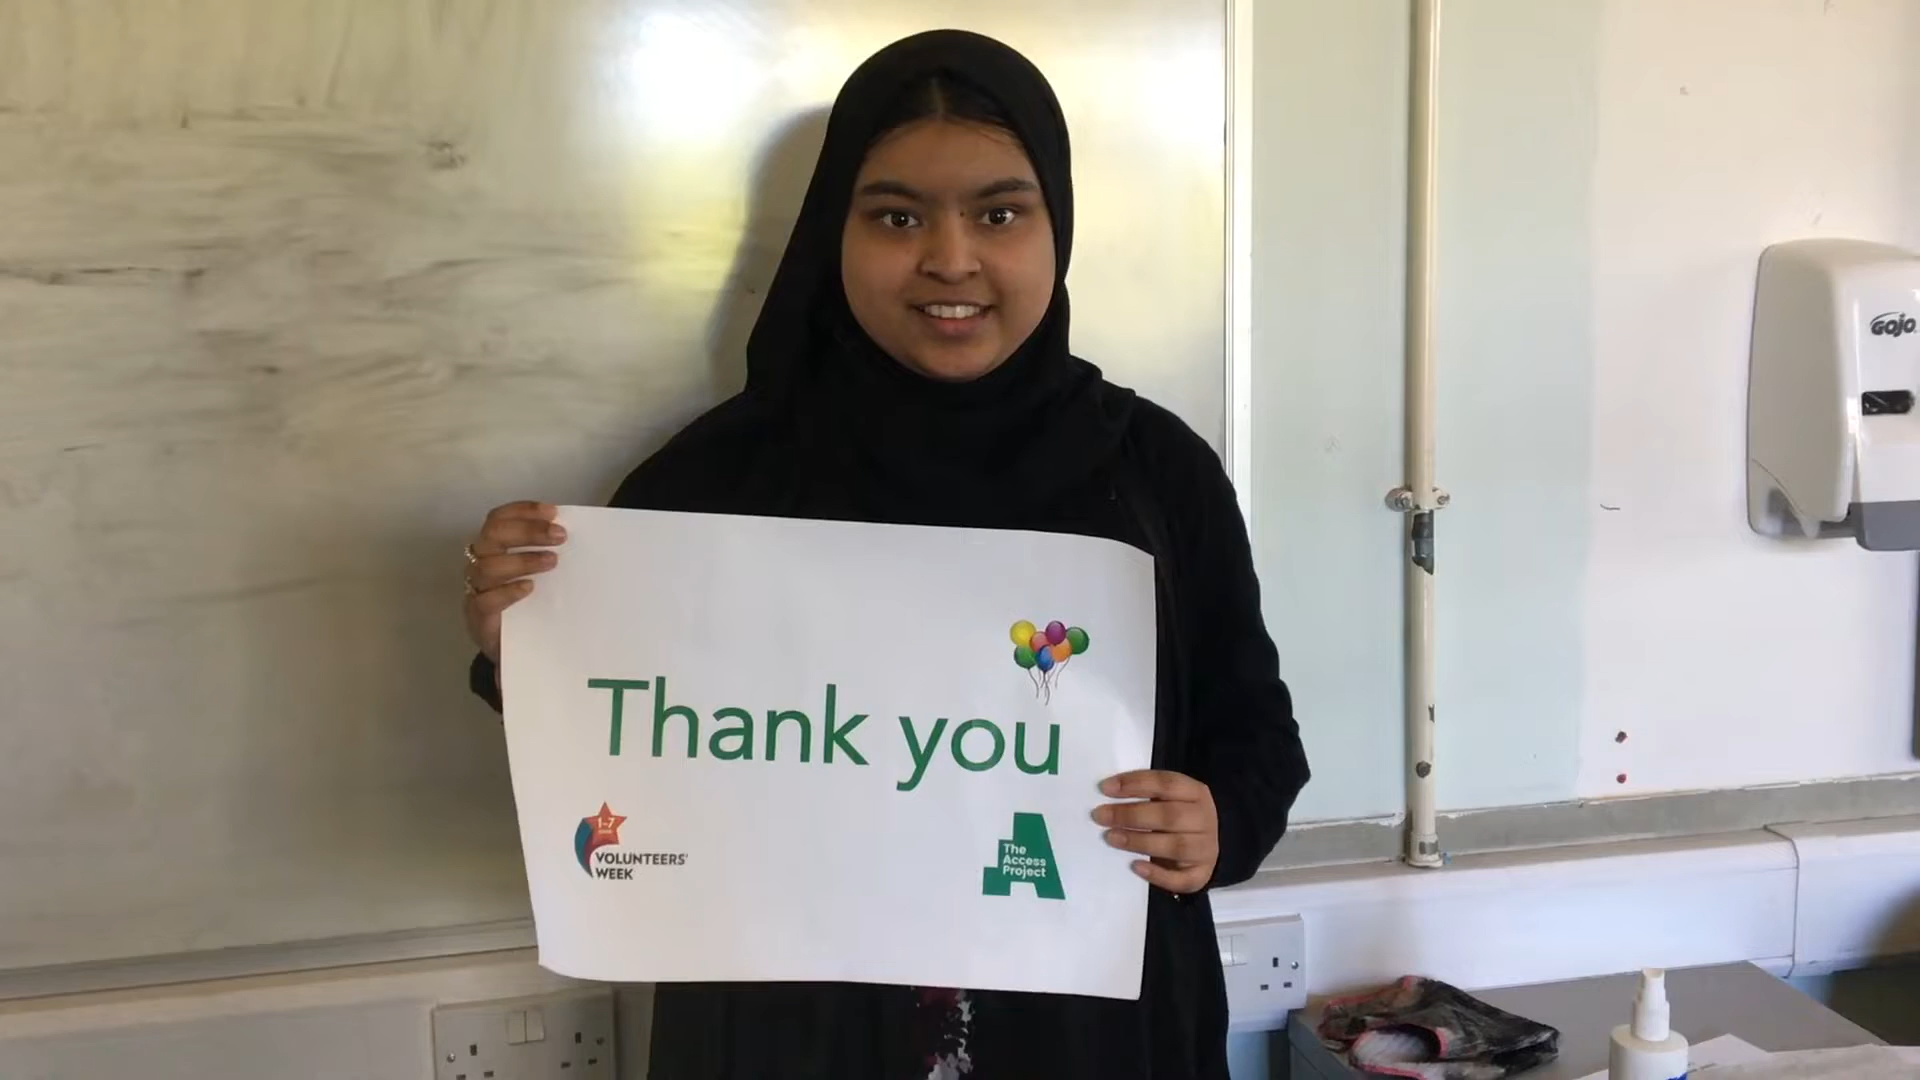 GOJO
Thank you
1-7
VOLUNTEERS'
WEEK
The
Access
Project